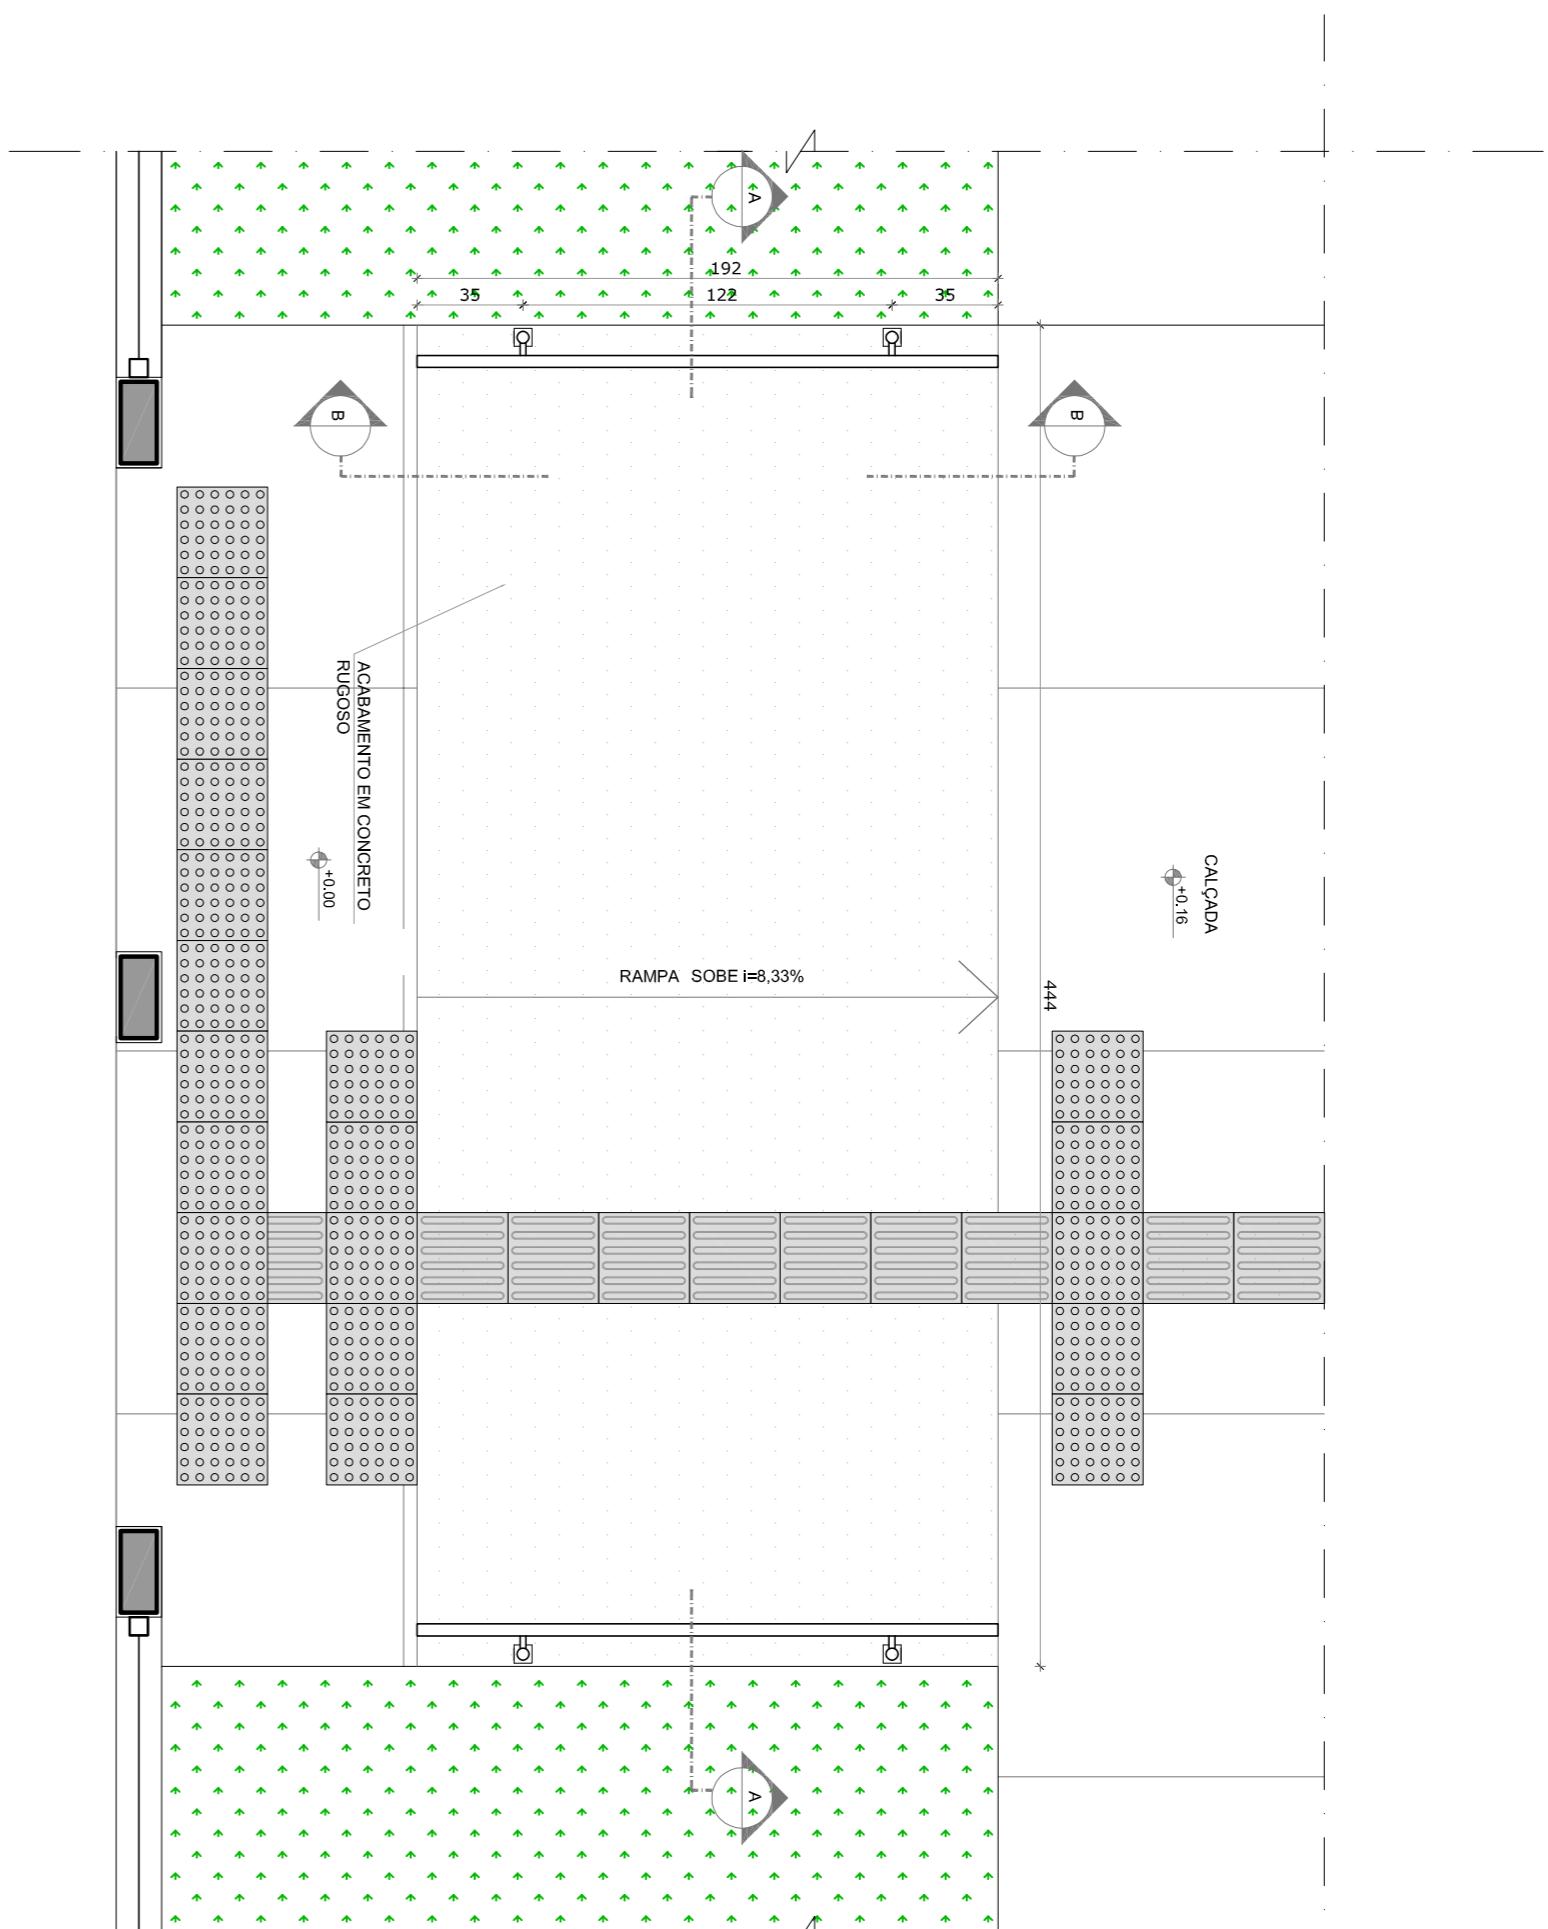 A
192
35
122
35
B
B
ACABAMENTO EM CONCRETO
RUGOSO
+0.00
CALÇADA
+0.16
RAMPA SOBE i=8,33%
444
A